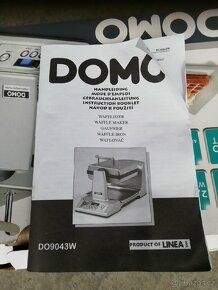 DOMO
HANDLEIDING
MODE D'EMPLOI
GEBRAUCHSANLEITUNG
INSTRUCTION BOOKLET
NÁVOD K POUŽITÍ
WAFELIJZER
WAFFLE MAKER
GAUFRIER
WAFFLE IRON
WAFLOVAČ
DO9043W
PRODUCT OF LINEA
DOMO